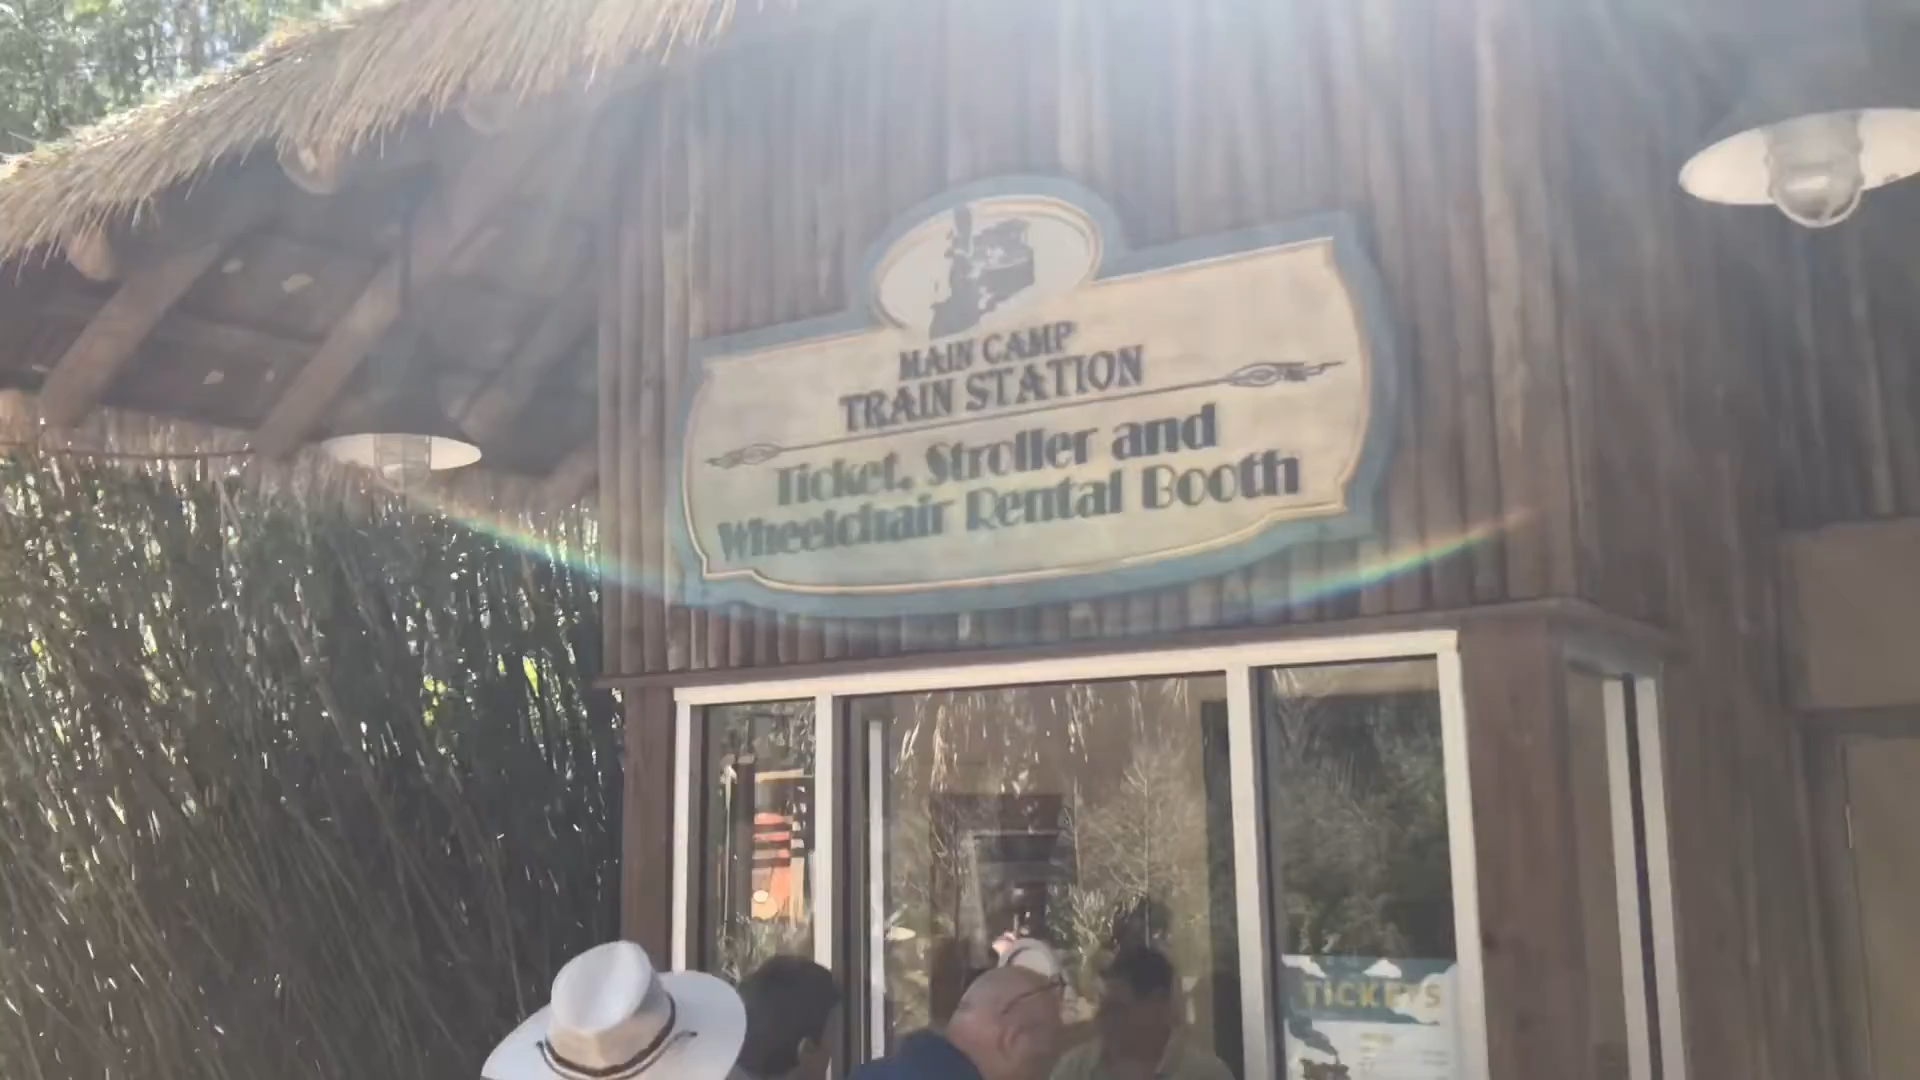 MAIN CAMP
TRAIN STATION
Ticket, Stroller and
Wheelchair Rental Booth
TICKETS